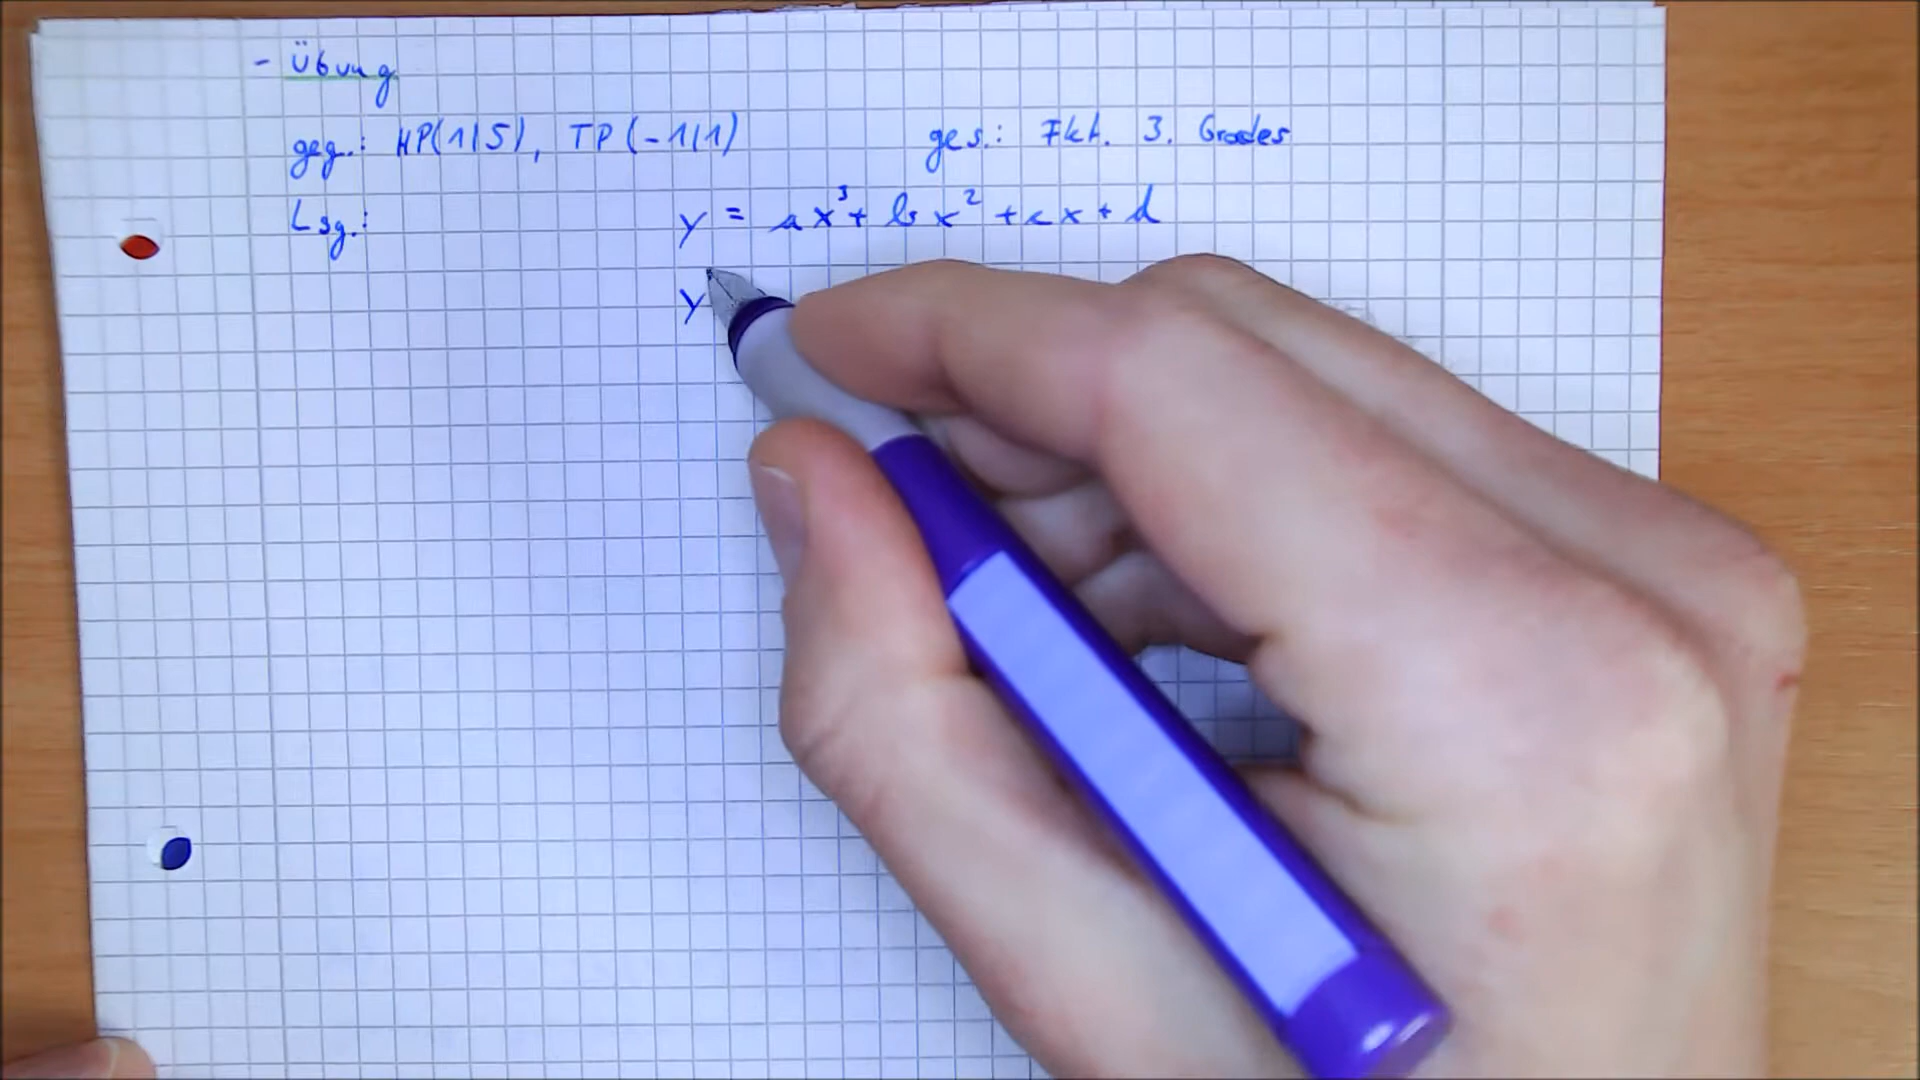 - Übung
geg.: HP(1|5), TP(-1|1) ges.: Fkt. 3. Grades
Lsg.: y = ax³ + bx² + cx + d
y